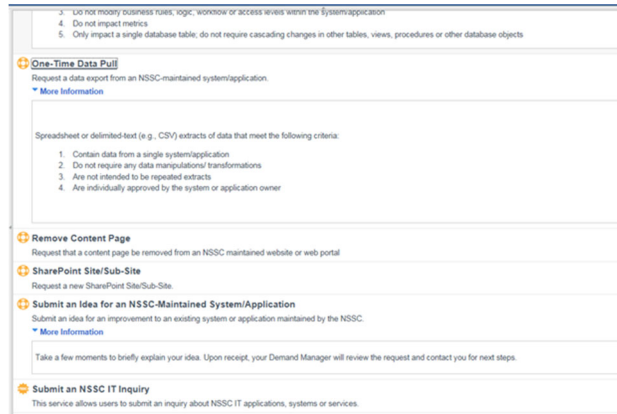 3. Do not modify business rules, logic, workflow or access levels within the system/application
4. Do not impact metrics
5. Only impact a single database table; do not require cascading changes in other tables, views, procedures or other database objects
One-Time Data Pull
Request a data export from an NSSC-maintained system/application.
More Information
Spreadsheet or delimited-text (e.g., CSV) extracts of data that meet the following criteria:
1. Contain data from a single system/application
2. Do not require any data manipulations/ transformations
3. Are not intended to be repeated extracts
4. Are individually approved by the system or application owner
Remove Content Page
Request that a content page be removed from an NSSC maintained website or web portal
SharePoint Site/Sub-Site
Request a new SharePoint Site/Sub-Site.
Submit an Idea for an NSSC-Maintained System/Application
Submit an idea for an improvement to an existing system or application maintained by the NSSC.
More Information
Take a few moments to briefly explain your idea. Upon receipt, your Demand Manager will review the request and contact you for next steps.
Submit an NSSC IT Inquiry
This service allows users to submit an inquiry about NSSC IT applications, systems or services.